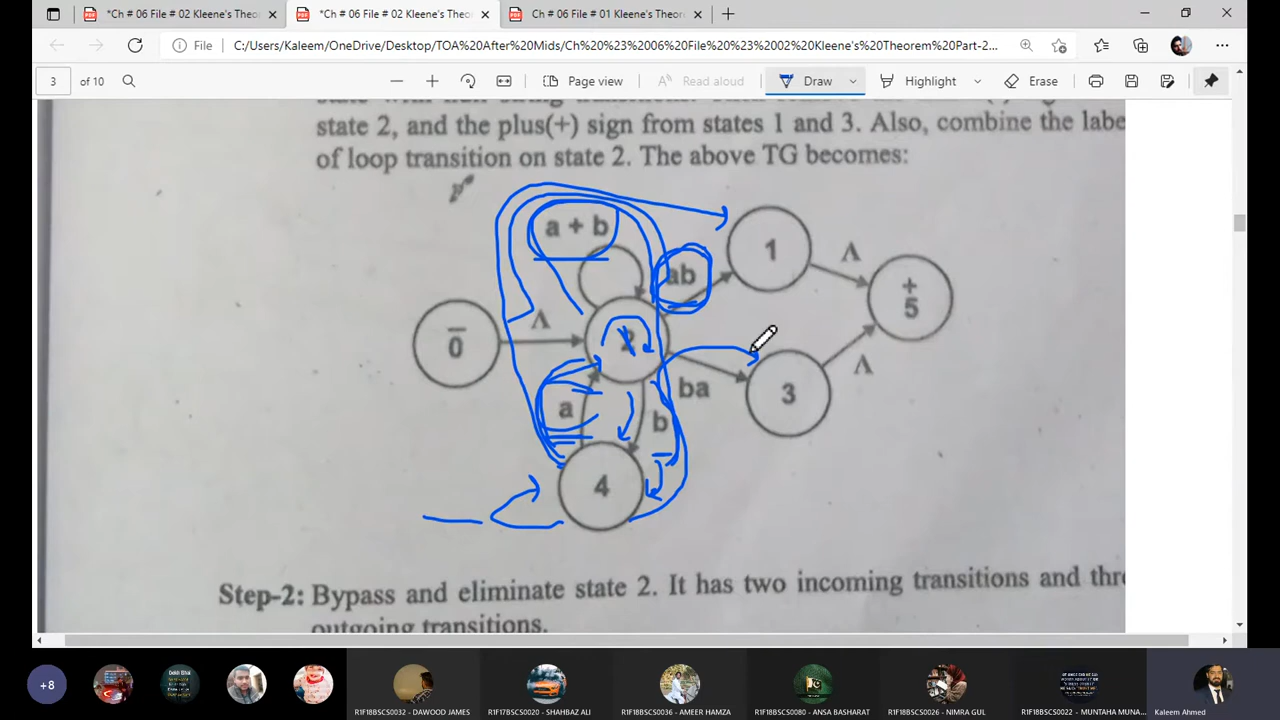 *Ch # 06 File # 02 Kleene's Theo
*Ch # 06 File # 02 Kleene's Theo
Ch # 06 File # 01 Kleene's Theor
File
C:/Users/Kaleem/OneDrive/Desktop/TOA%20After%20Mids/Ch%20%23%2006%20File%20%23%2002%20Kleene's%20Theorem%20Part-2...
3 of 10
Page view
Read aloud
Draw
Highlight
Erase
state 2, and the plus(+) sign from states 1 and 3. Also, combine the labe
of loop transition on state 2. The above TG becomes:
a + b
ab
1
Λ
+
5
−
0
Λ
2
ba
3
Λ
a
b
4
Step-2: Bypass and eliminate state 2. It has two incoming transitions and thr
outgoing transitions.
+8
R1F18BSCS0032 - DAWOOD JAMES
R1F17BSCS0020 - SHAHBAZ ALI
R1F18BSCS0036 - AMEER HAMZA
R1F18BSCS0080 - ANSA BASHARAT
R1F18BSCS0026 - NIMRA GUL
R1F18BSCS0022 - MUNTAHA MUNA...
Kaleem Ahmed